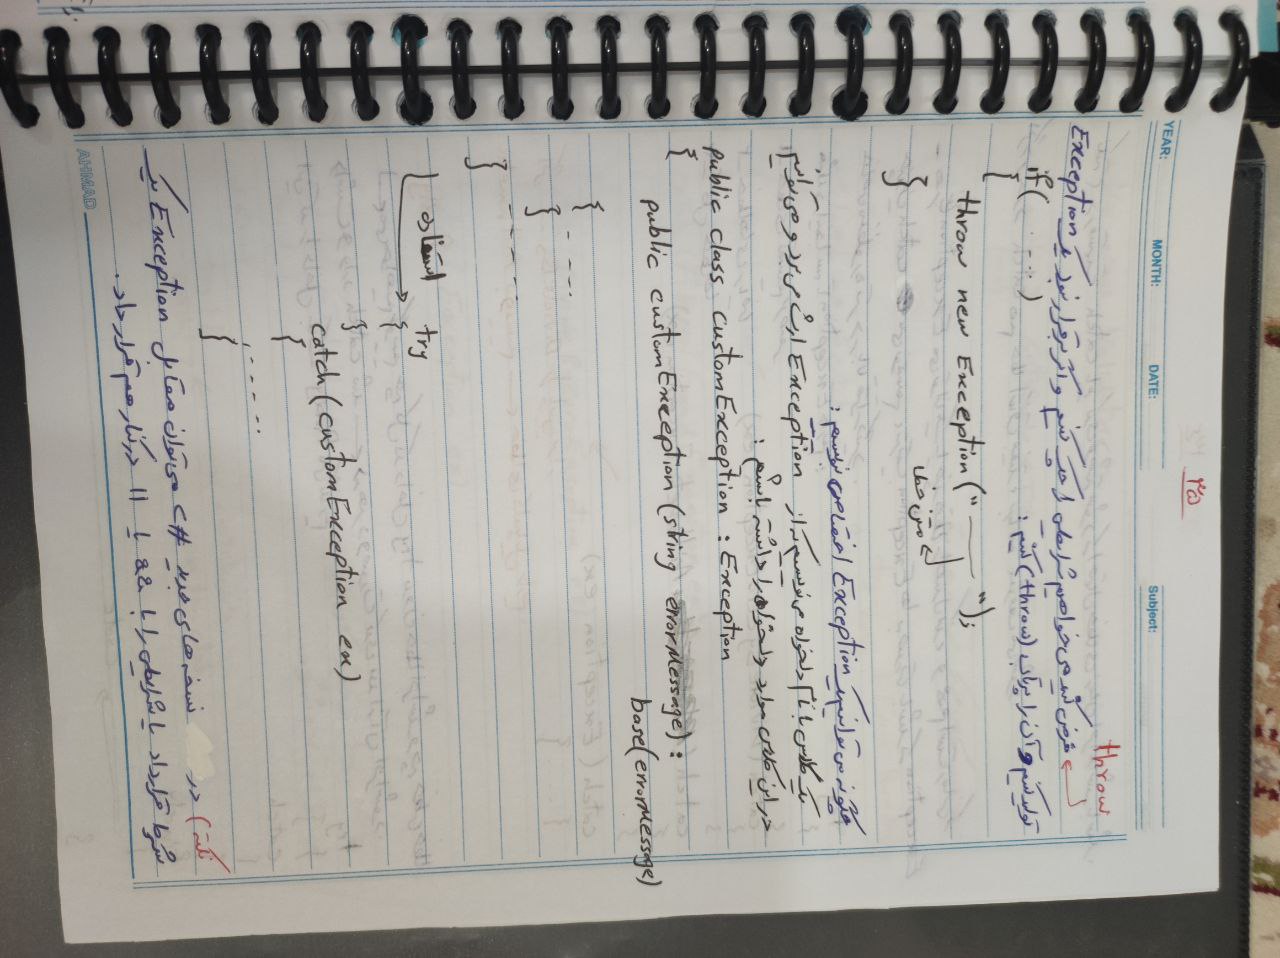 ۳۵
YEAR: MONTH: DATE: Subject:
throw
فرض کنید می خواهیم شرایطی را چک کنیم و اگر برقرار نبود یک Exception
تولید کنیم و آن را پرتاب (throw) کنیم :
if( ...... )
{
throw new Exception("——");
متن خطا
}
چگونه می توانیم یک Exception اختصاصی بنویسیم :
یک کلاس با نام دلخواه می نویسیم که از Exception ارث می برد و می توانیم
در این کلاس موارد دلخواه را داشته باشیم :
public class customException : Exception
{
public customException (string errorMessage) :
base(errorMessage)
{
.......
}
.......
}
استفاده
try
{
}
catch (customException ex)
{
......
}
نکته) در نسخه های جدید C# می توان مقابل Exception یک
شرط قرارداد یا شرایطی را با && یا || در کنار هم قرار داد.
AHMAD